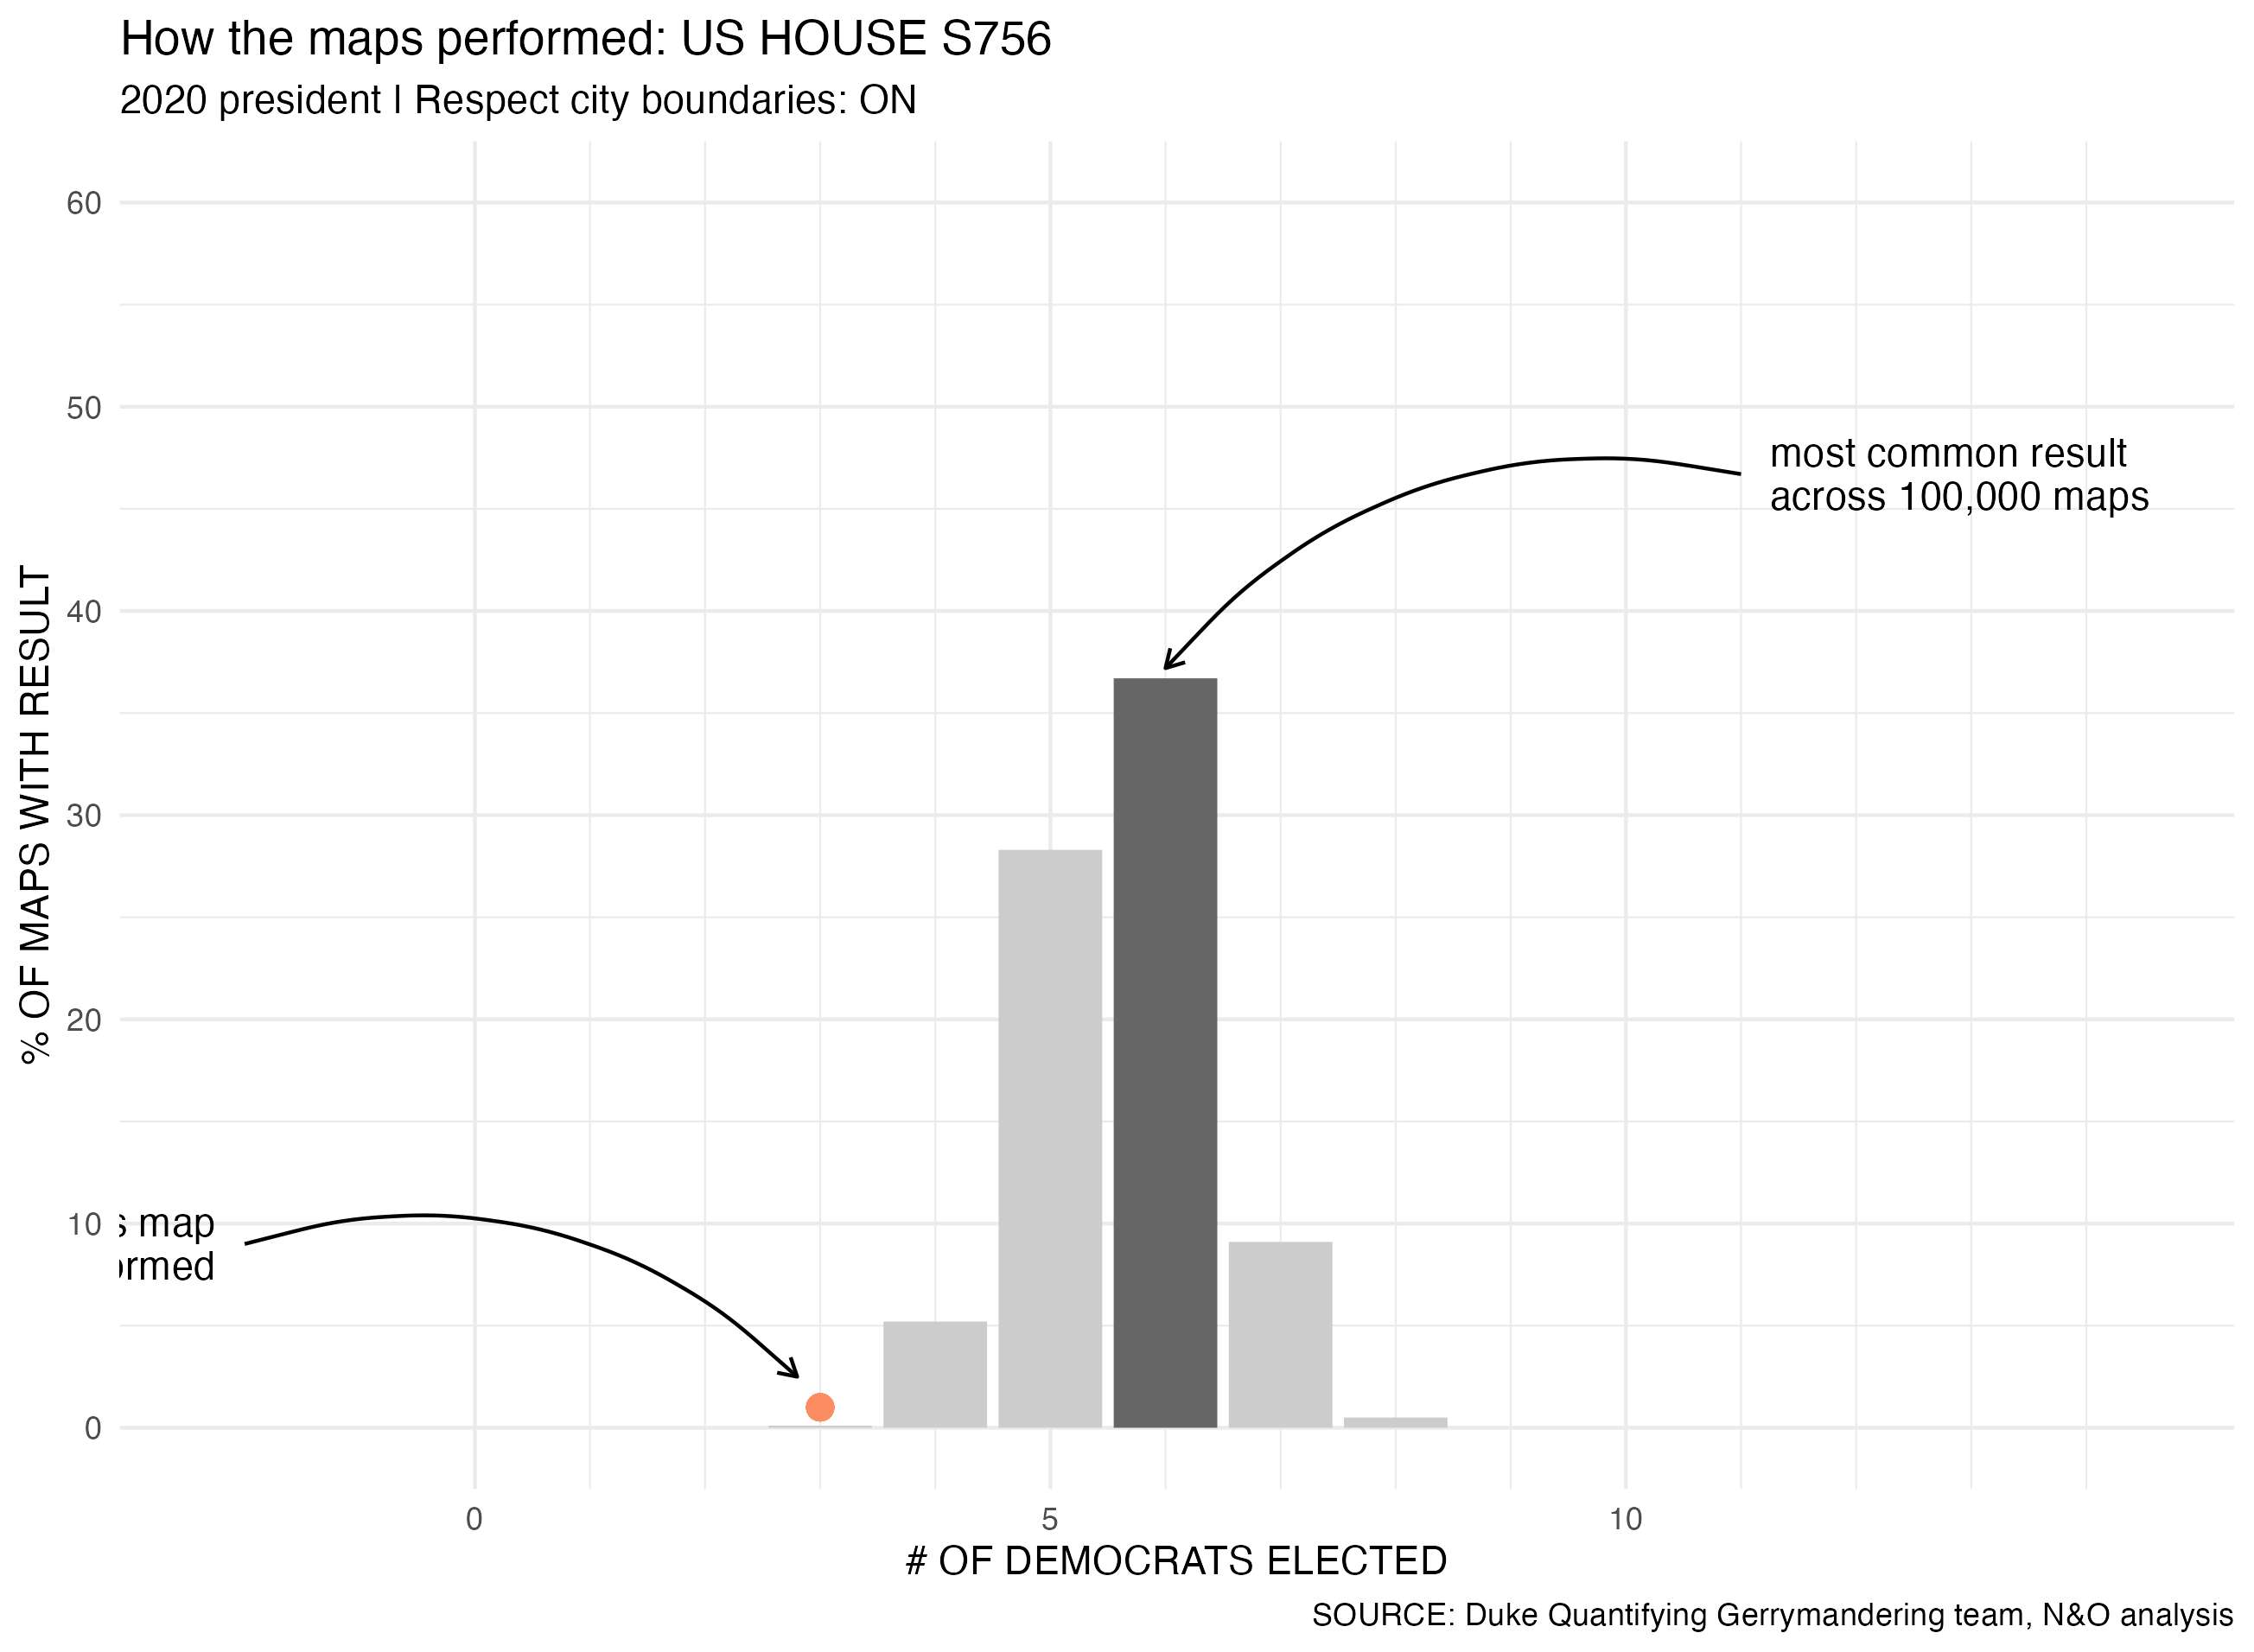 How the maps performed: US HOUSE S756
2020 president | Respect city boundaries: ON
% OF MAPS WITH RESULT
60
50
40
30
20
10
0
most common result
across 100,000 maps
map
0
5
10
# OF DEMOCRATS ELECTED
SOURCE: Duke Quantifying Gerrymandering team, N&O analysis